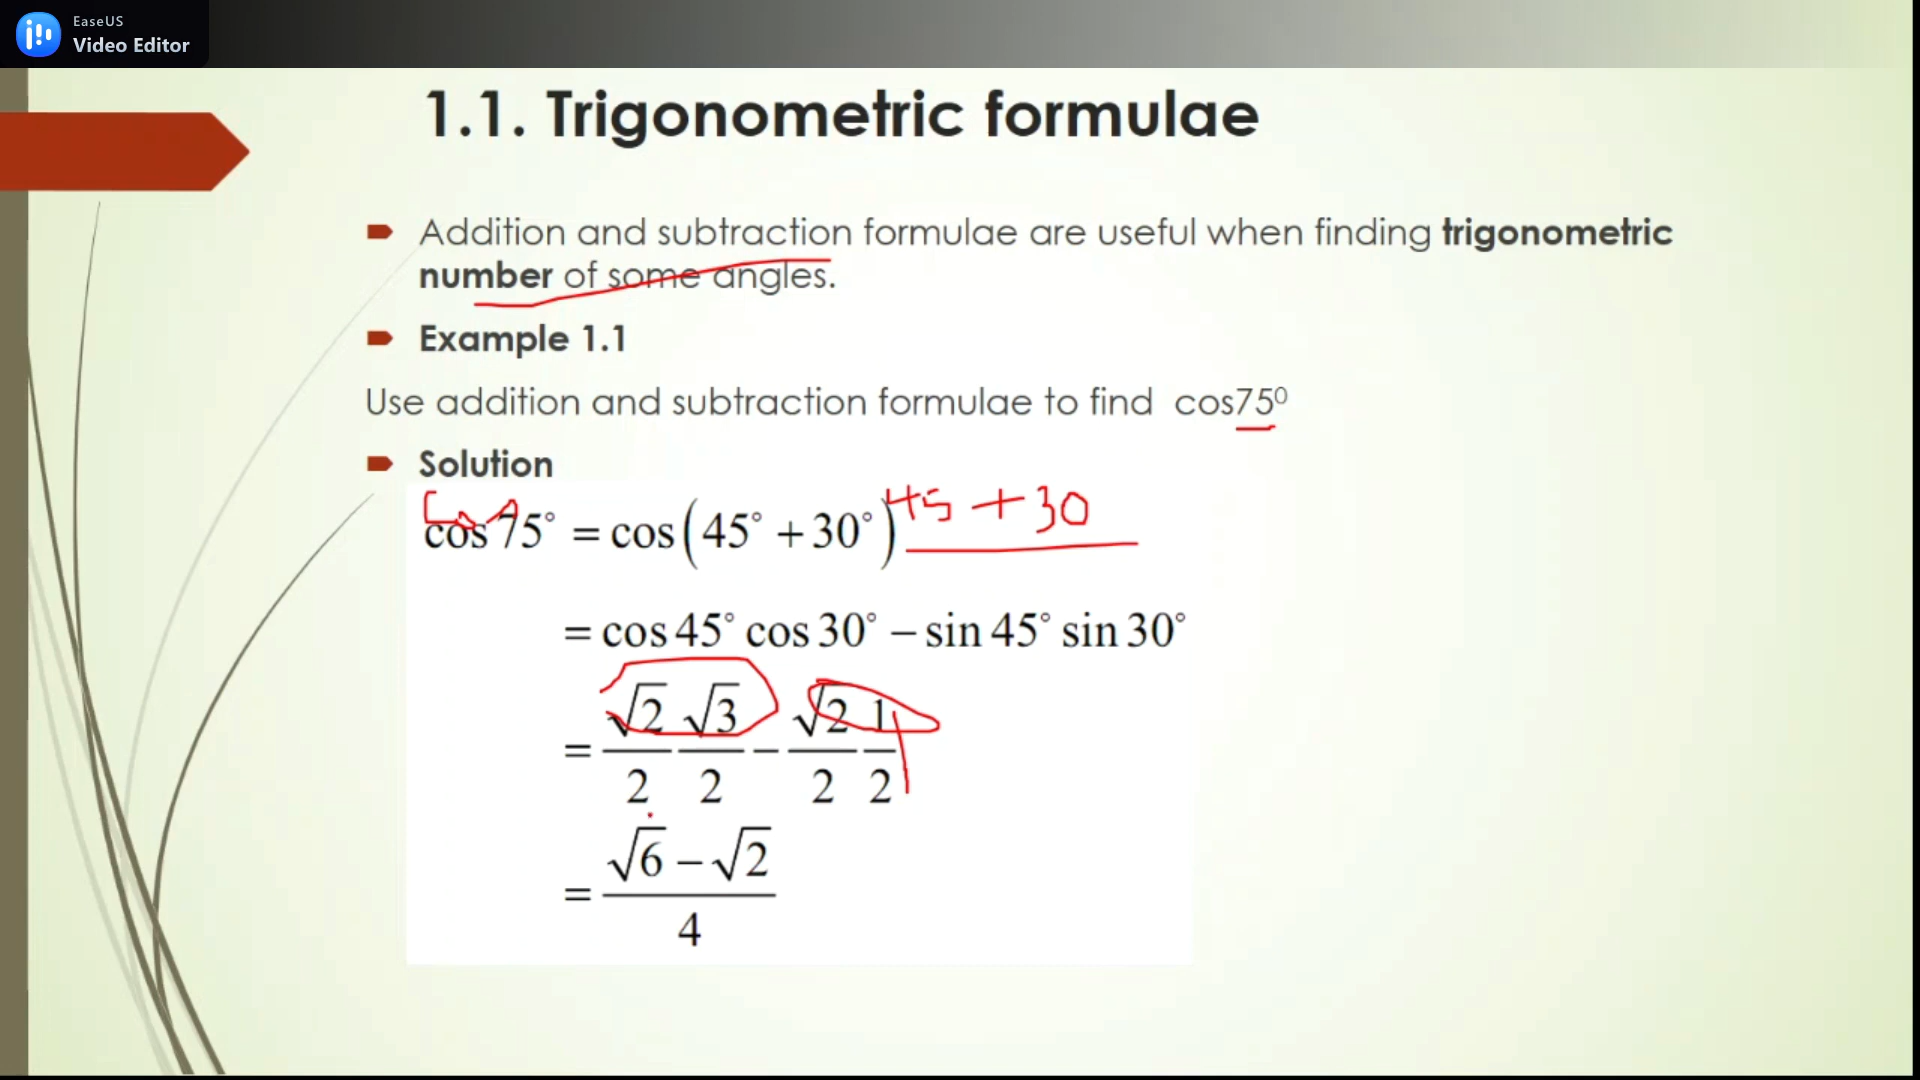 EaseUS
Video Editor
1.1. Trigonometric formulae
Addition and subtraction formulae are useful when finding trigonometric
number of some angles.
Example 1.1
Use addition and subtraction formulae to find cos75⁰
Solution
cos 75° = cos(45° + 30°) 45 + 30
= cos 45° cos 30° − sin 45° sin 30°
= √2/2 √3/2 − √2/2 1/2
= (√6 − √2)/4